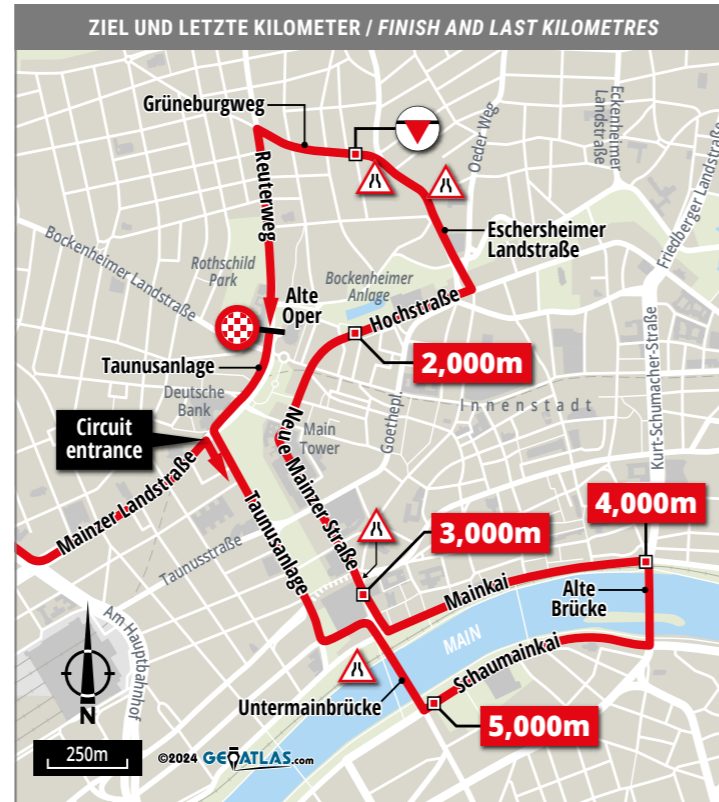 ZIEL UND LETZTE KILOMETER / FINISH AND LAST KILOMETRES
Grüneburgweg
Oeder Weg
Eckenheimer
Landstraße
Friedberger Landstraße
Reuterweg
Eschersheimer
Landstraße
Bockenheimer
Landstraße
Rothschild
Park
Bockenheimer
Anlage
Alte
Oper
Hochstraße
2,000m
Taunusanlage
Deutsche
Bank
Goethepl.
Innenstadt
Kurt-Schumacher-Straße
Circuit
entrance
Main
Tower
Neue Mainzer Straße
Mainzer Landstraße
4,000m
3,000m
Taunusanlage
Taunusstraße
Mainkai
Alte
Brücke
Am Hauptbahnhof
MAIN
Schaumainkai
Untermainbrücke
5,000m
N
250m
©2024 GEOATLAS.com